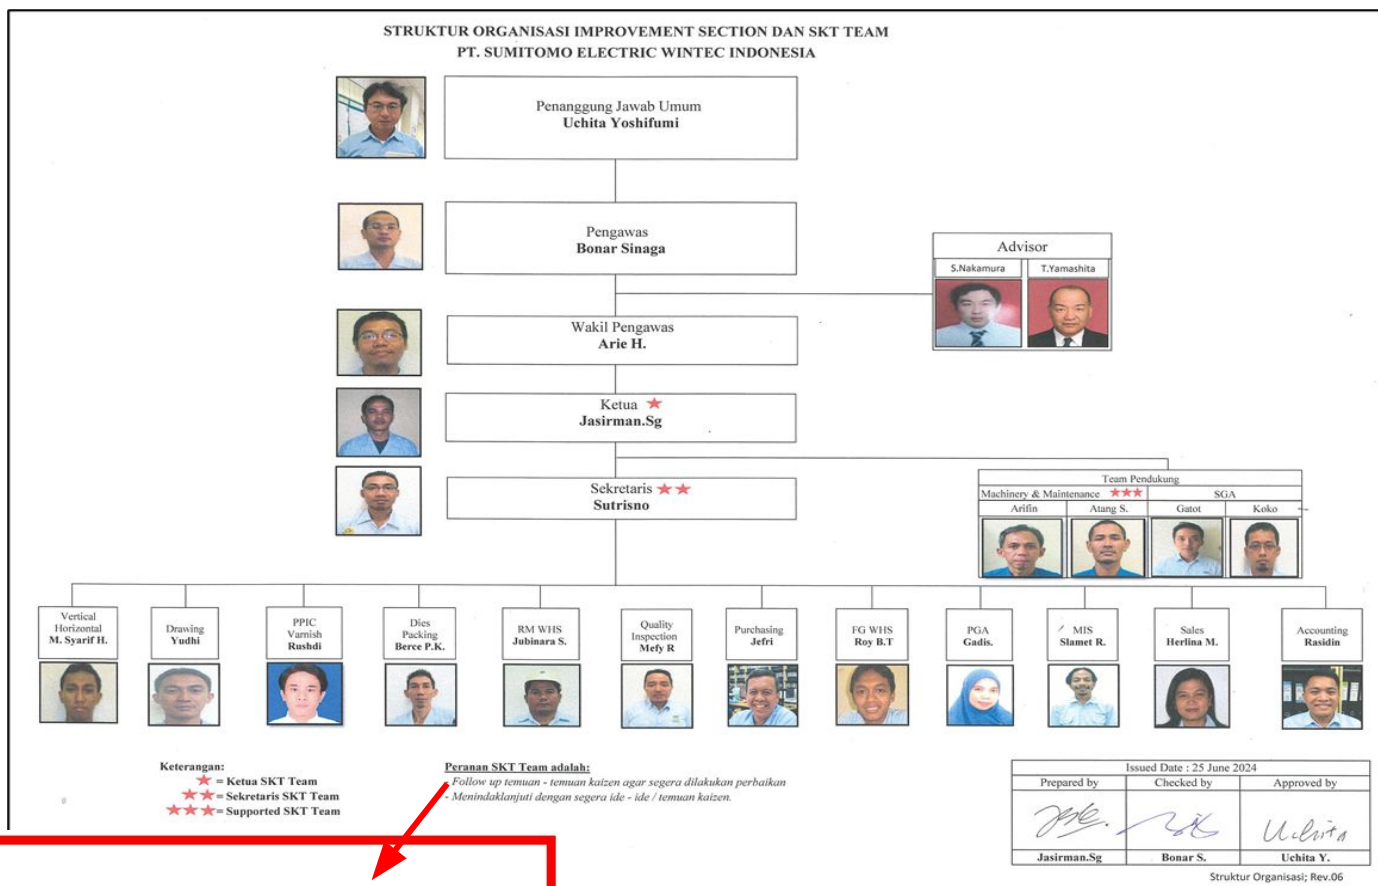 STRUKTUR ORGANISASI IMPROVEMENT SECTION DAN SKT TEAM
PT. SUMITOMO ELECTRIC WINTEC INDONESIA
Penanggung Jawab Umum
Uchita Yoshifumi
Pengawas
Bonar Sinaga
Advisor
S.Nakamura T.Yamashita
Wakil Pengawas
Arie H.
Ketua
Jasirman.Sg
Sekretaris
Sutrisno
Team Pendukung
Machinery & Maintenance SGA
Arifin Atang S. Gatot Koko
Vertical
Horizontal
M. Syarif H.
Drawing
Yudhi
PPIC
Varnish
Rushdi
Dies
Packing
Berce P.K.
RM WHS
Jubinara S.
Quality
Inspection
Mefy R
Purchasing
Jefri
FG WHS
Roy B.T
PGA
Gadis.
MIS
Slamet R.
Sales
Herlina M.
Accounting
Rasidin
Keterangan:
= Ketua SKT Team
= Sekretaris SKT Team
= Supported SKT Team
Peranan SKT Team adalah:
- Follow up temuan - temuan kaizen agar segera dilakukan perbaikan
- Menindaklanjuti dengan segera ide - ide / temuan kaizen.
Issued Date : 25 June 2024
Prepared by Checked by Approved by
Uchita
Jasirman.Sg Bonar S. Uchita Y.
Struktur Organisasi; Rev.06